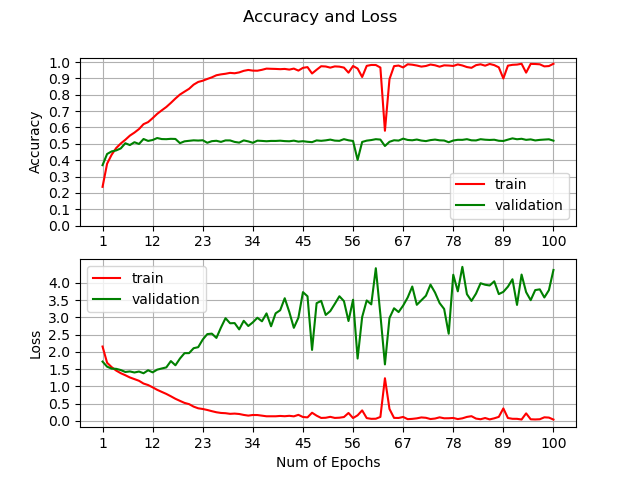 Accuracy and Loss
1.0
0.9
0.8
0.7
0.6
0.5
0.4
0.3
0.2
0.1
0.0
Accuracy
train
validation
1 12 23 34 45 56 67 78 89 100
4.0
3.5
3.0
2.5
2.0
1.5
1.0
0.5
0.0
Loss
train
validation
1 12 23 34 45 56 67 78 89 100
Num of Epochs